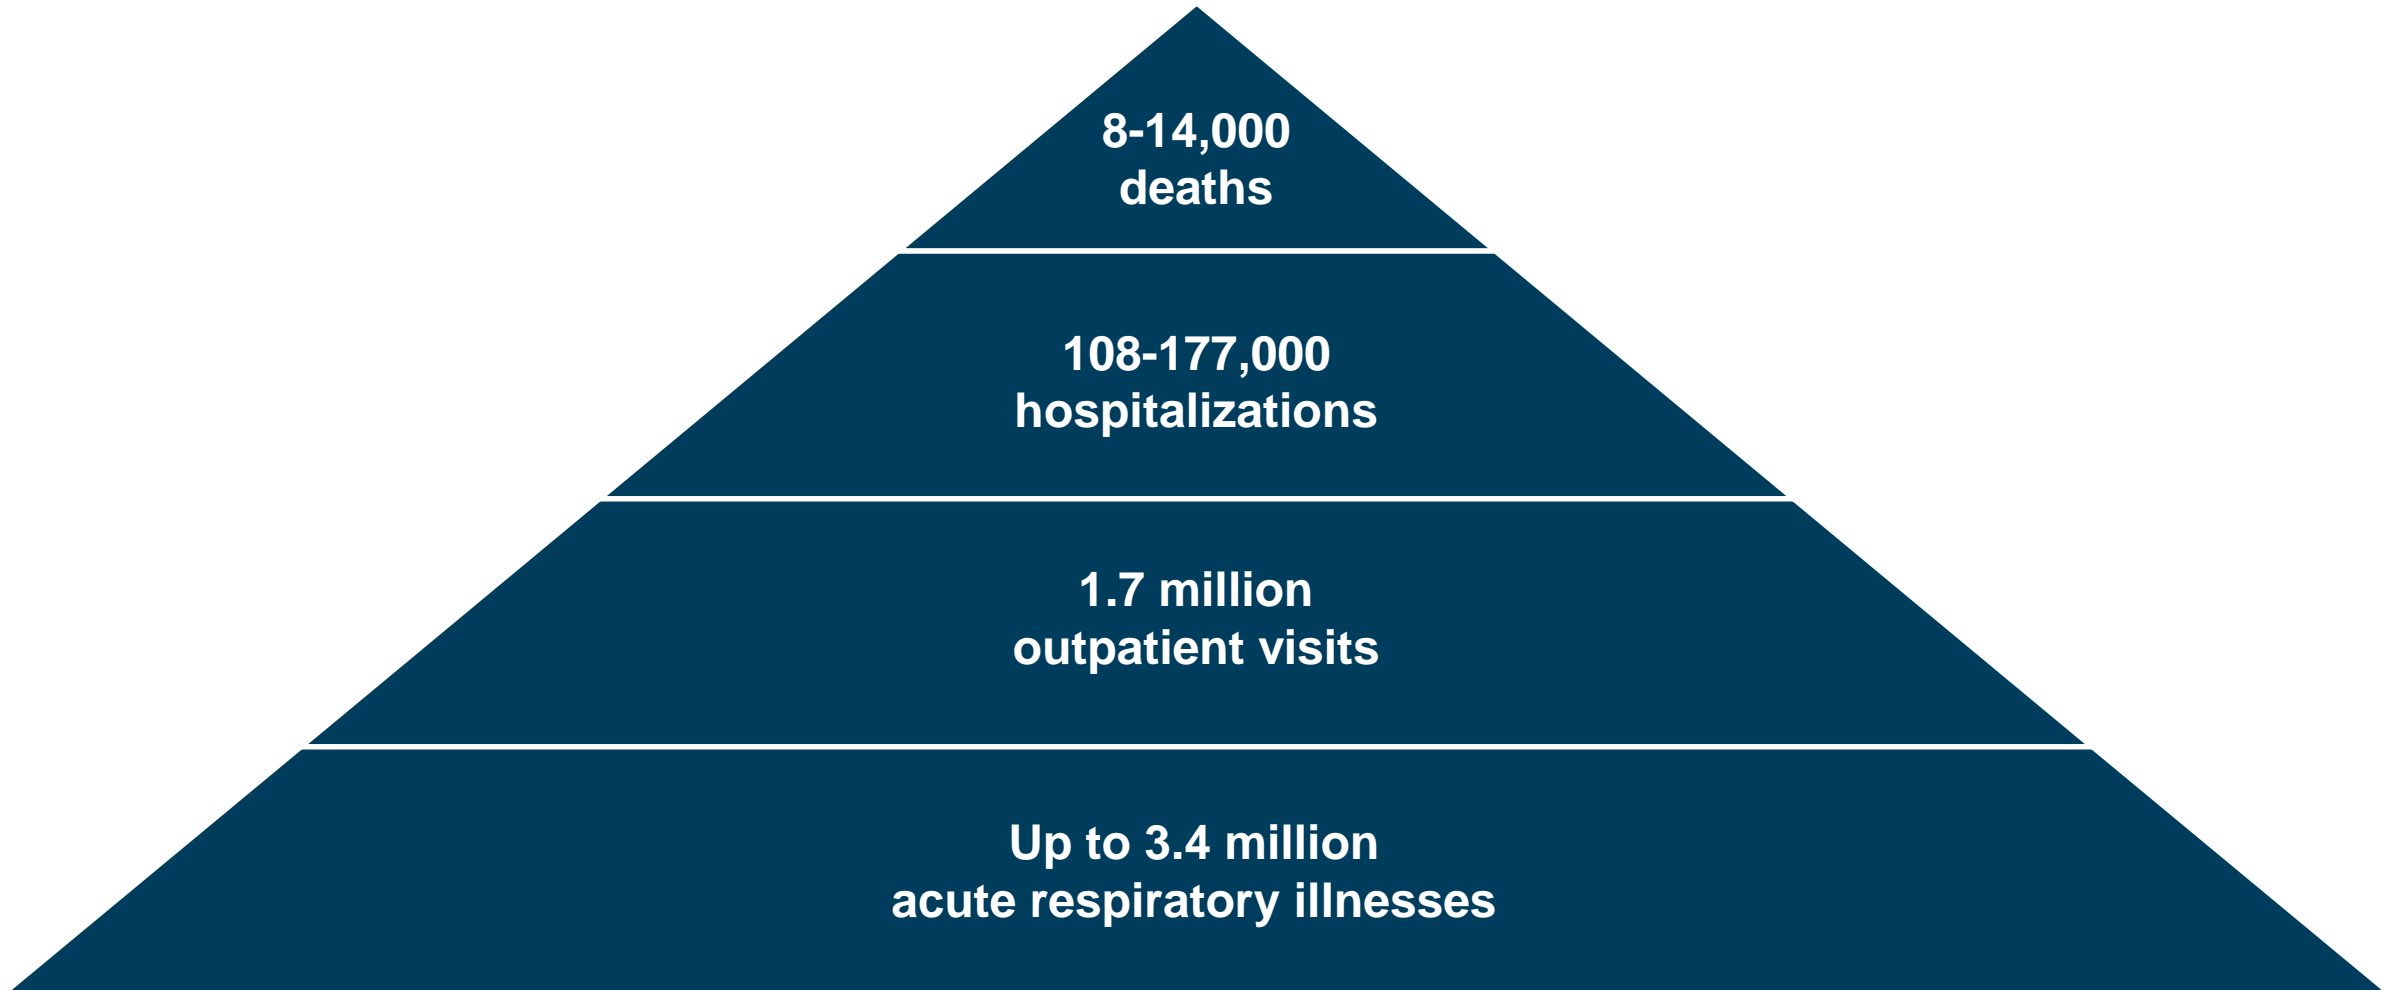 8-14,000
deaths
108-177,000
hospitalizations
1.7 million
outpatient visits
Up to 3.4 million
acute respiratory illnesses